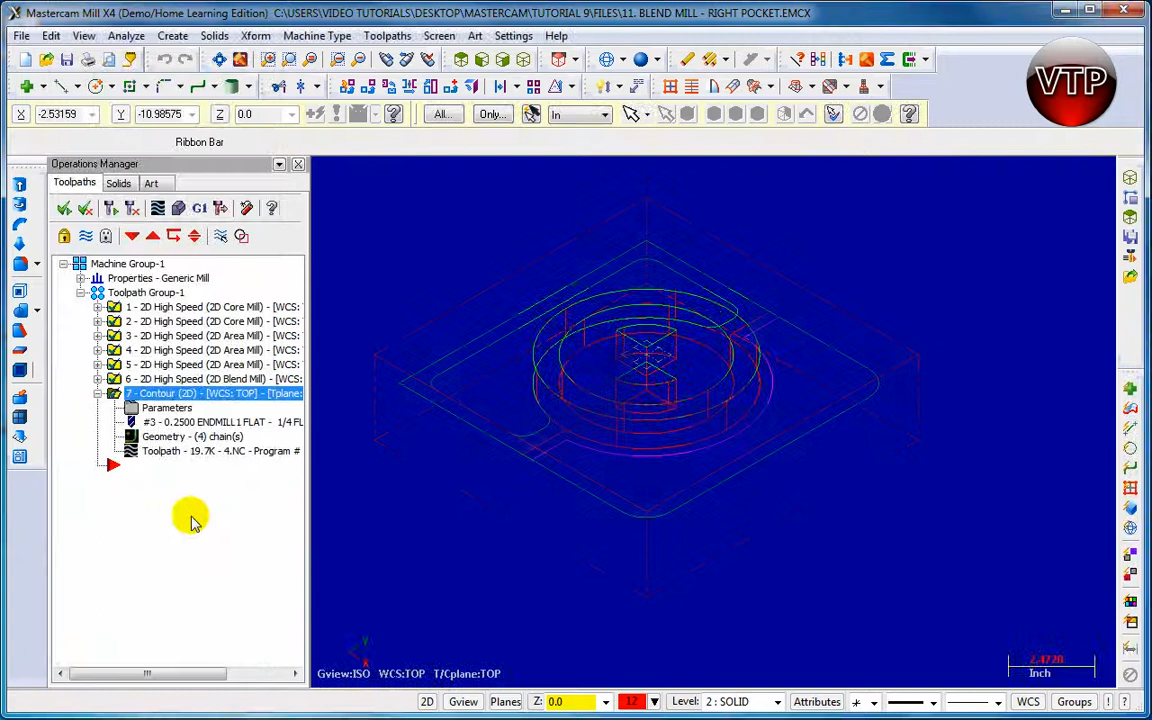 Mastercam Mill X4 (Demo/Home Learning Edition)  C:\USERS\VIDEO TUTORIALS\DESKTOP\MASTERCAM\TUTORIAL 9\FILES\11. BLEND MILL - RIGHT POCKET.EMCX
File Edit View Analyze Create Solids Xform Machine Type Toolpaths Screen Art Settings Help
VTP
X -2.53159 Y -10.98575 Z 0.0 All... Only... In
Ribbon Bar
Operations Manager
Toolpaths Solids Art
G1
Machine Group-1
Properties - Generic Mill
Toolpath Group-1
1 - 2D High Speed (2D Core Mill) - [WCS:
2 - 2D High Speed (2D Core Mill) - [WCS:
3 - 2D High Speed (2D Area Mill) - [WCS:
4 - 2D High Speed (2D Area Mill) - [WCS:
5 - 2D High Speed (2D Area Mill) - [WCS:
6 - 2D High Speed (2D Blend Mill) - [WCS:
7 - Contour (2D) - [WCS: TOP] - [Tplane:
Parameters
#3 - 0.2500 ENDMILL1 FLAT - 1/4 FL
Geometry - (4) chain(s)
Toolpath - 19.7K - 4.NC - Program #
Y
X
Gview:ISO WCS:TOP T/Cplane:TOP
2.4720
Inch
2D Gview Planes Z: 0.0 12 Level: 2 : SOLID Attributes WCS Groups ! ?